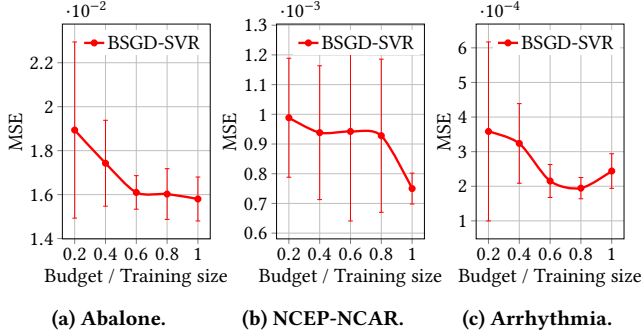 ·10⁻²
BSGD-SVR
2.2
2
1.8
1.6
1.4
MSE
0.2 0.4 0.6 0.8 1
Budget / Training size
(a) Abalone.
·10⁻³
BSGD-SVR
1.3
1.2
1.1
1
0.9
0.8
0.7
0.6
MSE
0.2 0.4 0.6 0.8 1
Budget / Training size
(b) NCEP-NCAR.
·10⁻⁴
BSGD-SVR
6
5
4
3
2
1
MSE
0.2 0.4 0.6 0.8 1
Budget / Training size
(c) Arrhythmia.